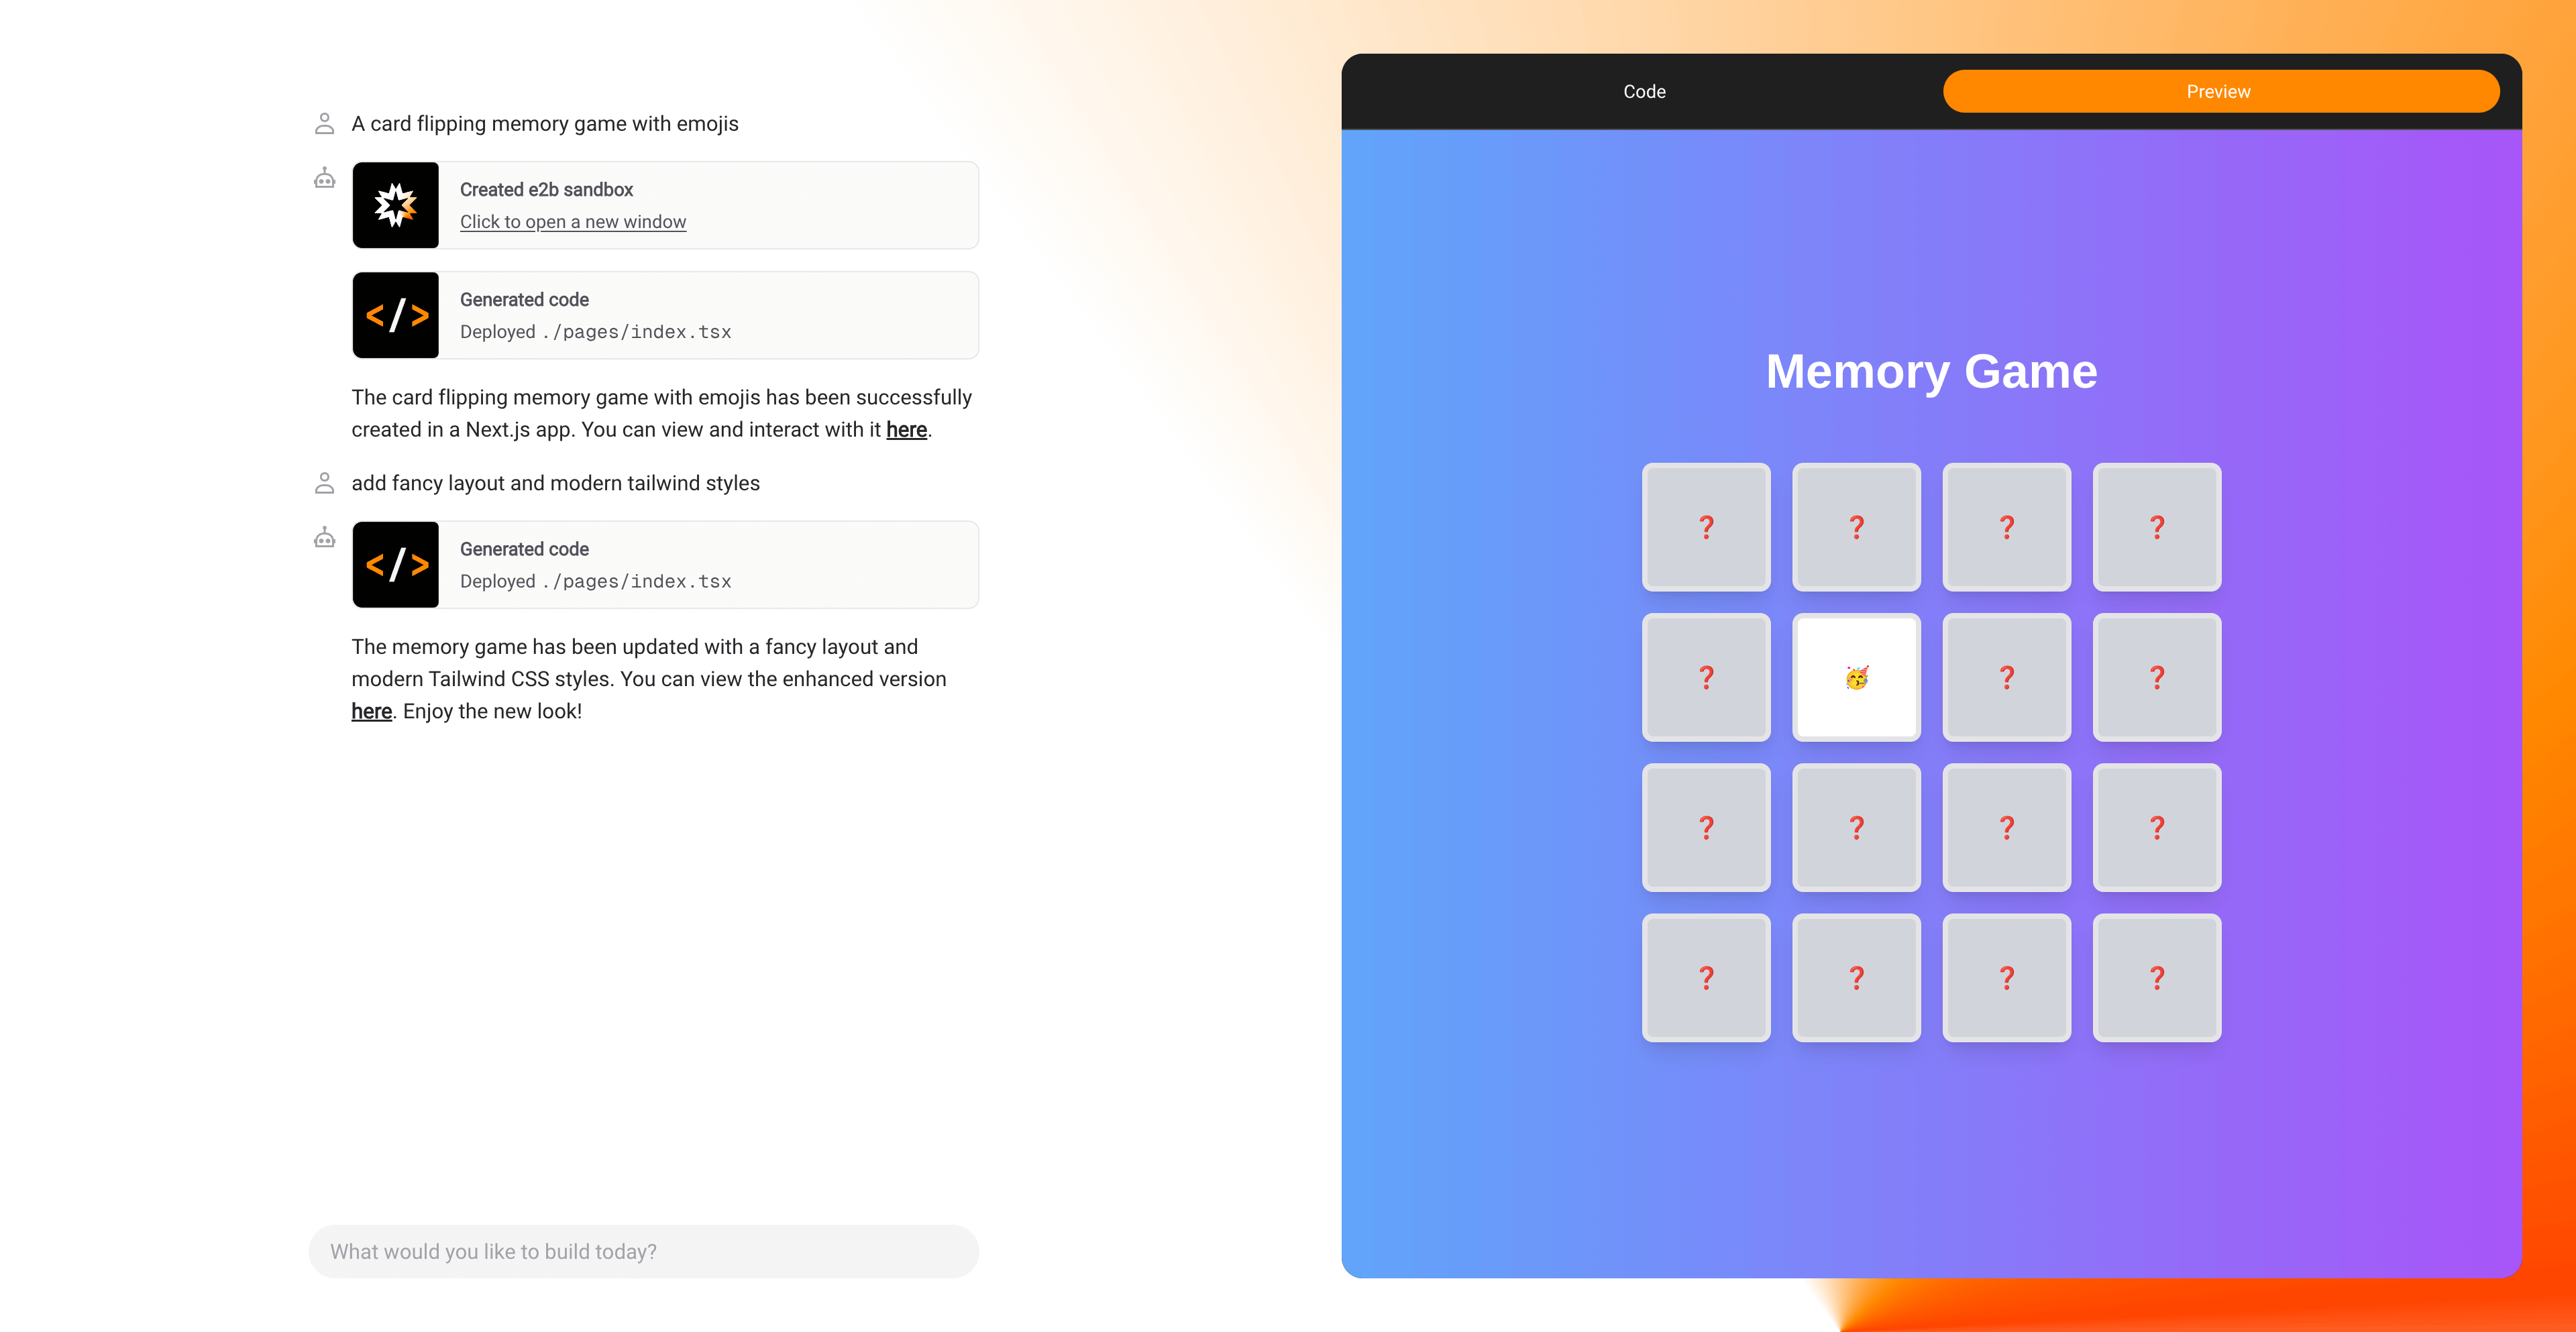 A card flipping memory game with emojis
Created e2b sandbox
Click to open a new window
</>
Generated code
Deployed ./pages/index.tsx
The card flipping memory game with emojis has been successfully
created in a Next.js app. You can view and interact with it here.
add fancy layout and modern tailwind styles
</>
Generated code
Deployed ./pages/index.tsx
The memory game has been updated with a fancy layout and
modern Tailwind CSS styles. You can view the enhanced version
here. Enjoy the new look!
What would you like to build today?
Code Preview
Memory Game
❓ ❓ ❓ ❓
❓ 🥳 ❓ ❓
❓ ❓ ❓ ❓
❓ ❓ ❓ ❓